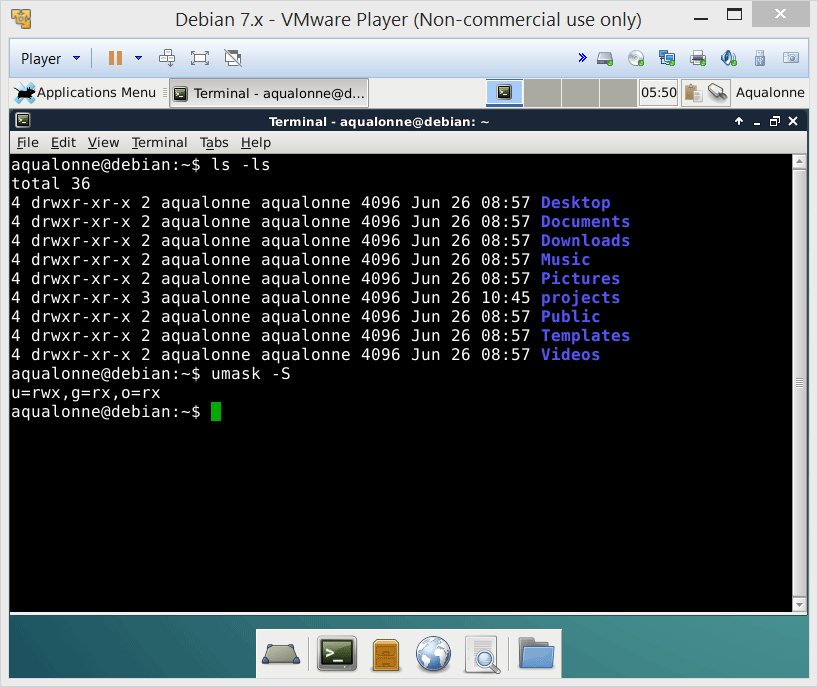 Debian 7.x - VMware Player (Non-commercial use only)
Player
Applications Menu Terminal - aqualonne@d... 05:50 Aqualonne
Terminal - aqualonne@debian: ~
File Edit View Terminal Tabs Help
aqualonne@debian:~$ ls -ls
total 36
4 drwxr-xr-x 2 aqualonne aqualonne 4096 Jun 26 08:57 Desktop
4 drwxr-xr-x 2 aqualonne aqualonne 4096 Jun 26 08:57 Documents
4 drwxr-xr-x 2 aqualonne aqualonne 4096 Jun 26 08:57 Downloads
4 drwxr-xr-x 2 aqualonne aqualonne 4096 Jun 26 08:57 Music
4 drwxr-xr-x 2 aqualonne aqualonne 4096 Jun 26 08:57 Pictures
4 drwxr-xr-x 3 aqualonne aqualonne 4096 Jun 26 10:45 projects
4 drwxr-xr-x 2 aqualonne aqualonne 4096 Jun 26 08:57 Public
4 drwxr-xr-x 2 aqualonne aqualonne 4096 Jun 26 08:57 Templates
4 drwxr-xr-x 2 aqualonne aqualonne 4096 Jun 26 08:57 Videos
aqualonne@debian:~$ umask -S
u=rwx,g=rx,o=rx
aqualonne@debian:~$